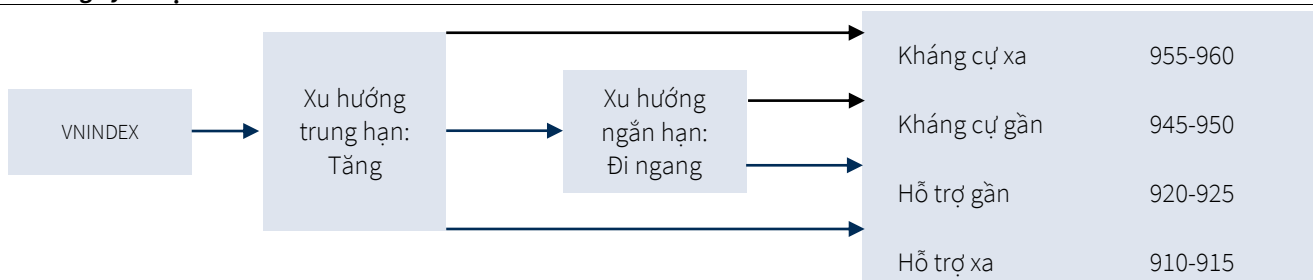 VNINDEX
Xu hướng
trung hạn:
Tăng
Xu hướng
ngắn hạn:
Đi ngang
Kháng cự xa 955-960
Kháng cự gần 945-950
Hỗ trợ gần 920-925
Hỗ trợ xa 910-915